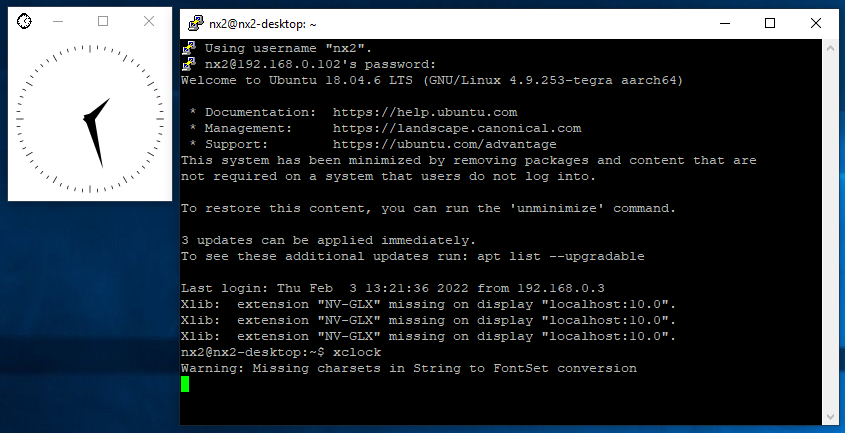 nx2@nx2-desktop: ~
Using username "nx2".
nx2@192.168.0.102's password:
Welcome to Ubuntu 18.04.6 LTS (GNU/Linux 4.9.253-tegra aarch64)
* Documentation:  https://help.ubuntu.com
* Management:     https://landscape.canonical.com
* Support:        https://ubuntu.com/advantage
This system has been minimized by removing packages and content that are
not required on a system that users do not log into.
To restore this content, you can run the 'unminimize' command.
3 updates can be applied immediately.
To see these additional updates run: apt list --upgradable
Last login: Thu Feb  3 13:21:36 2022 from 192.168.0.3
Xlib:  extension "NV-GLX" missing on display "localhost:10.0".
Xlib:  extension "NV-GLX" missing on display "localhost:10.0".
Xlib:  extension "NV-GLX" missing on display "localhost:10.0".
nx2@nx2-desktop:~$ xclock
Warning: Missing charsets in String to FontSet conversion